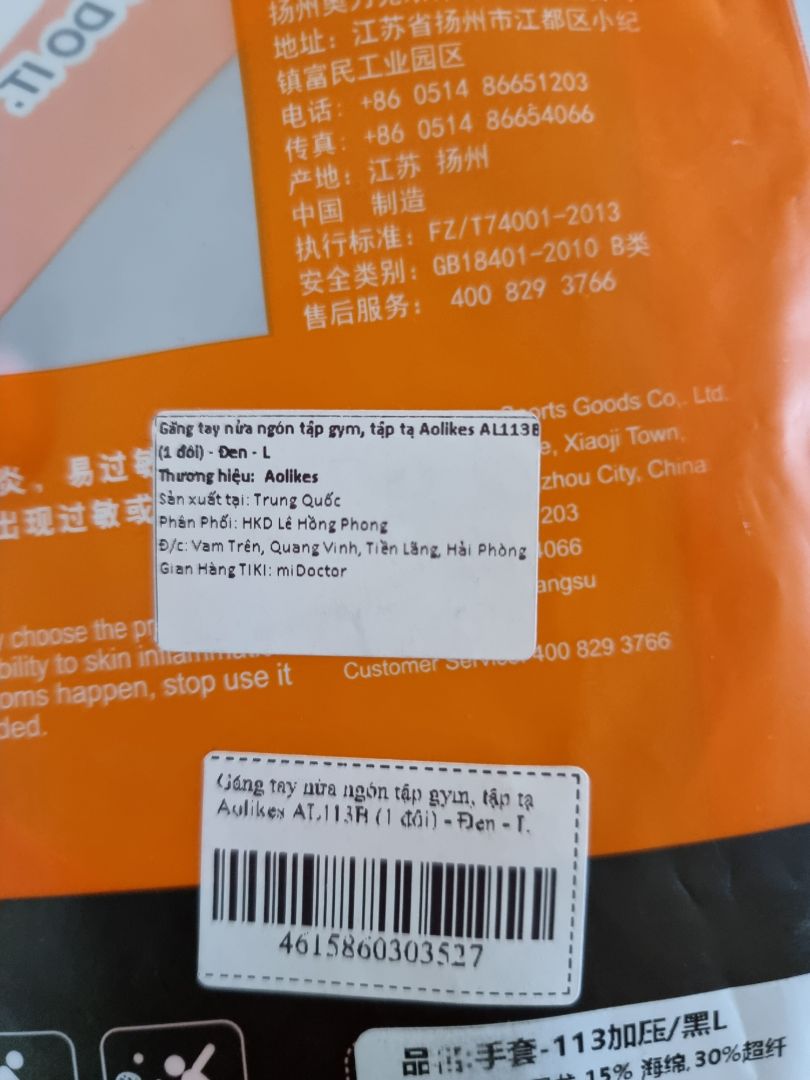 DO IT.
地址：江苏省扬州市江都区小纪
镇富民工业园区
电话：+86 0514 86651203
传真：+86 0514 86654066
产地：江苏 扬州
中国 制造
执行标准：FZ/T74001-2013
安全类别：GB18401-2010 B类
售后服务： 400 829 3766
Sports Goods Co,. Ltd.
Xiaoji Town,
zhou City, China
203
4066
angsu
Customer Service: 400 829 3766
炎，易过敏
出现过敏或
choose the pr
bility to skin inflammati
oms happen, stop use it
ded.
Găng tay nửa ngón tập gym, tập tạ Aolikes AL113B
(1 đôi) - Đen - L
Thương hiệu: Aolikes
Sản xuất tại: Trung Quốc
Phân Phối: HKD Lê Hồng Phong
Đ/c: Vam Trên, Quang Vinh, Tiền Lãng, Hải Phòng
Gian Hàng TIKI: miDoctor
Găng tay nửa ngón tập gym, tập tạ
Aolikes AL113B (1 đôi) - Đen - L
4615860303527
品 :手套-113加压/黑L
15% 海绵,30%超纤